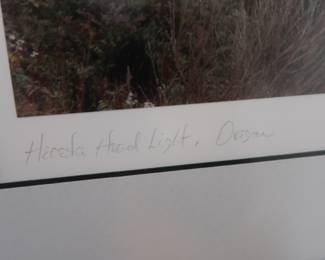 Heceta Head Light, Oregon